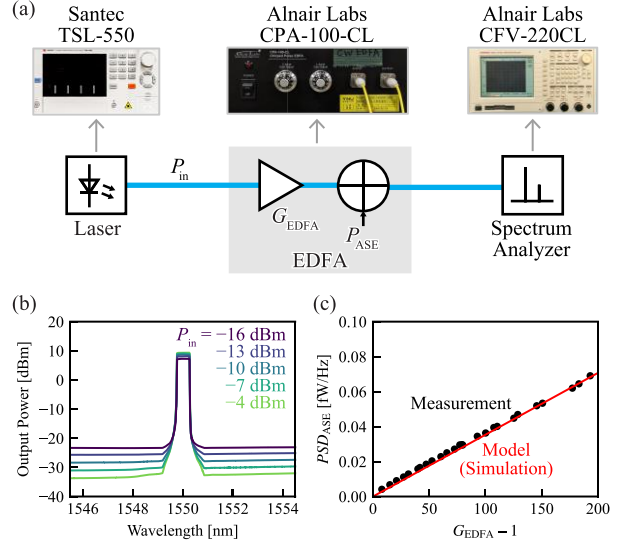 (a)
Santec
TSL-550
Alnair Labs
CPA-100-CL
Alnair Labs
CFV-220CL
P_in
Laser
G_EDFA
P_ASE
EDFA
Spectrum
Analyzer
(b)
P_in = −16 dBm
−13 dBm
−10 dBm
−7 dBm
−4 dBm
Output Power [dBm]
20
10
0
−10
−20
−30
−40
1546 1548 1550 1552 1554
Wavelength [nm]
(c)
PSD_ASE [fW/Hz]
0.10
0.08
0.06
0.04
0.02
0.00
Measurement
Model
(Simulation)
0 50 100 150 200
G_EDFA − 1